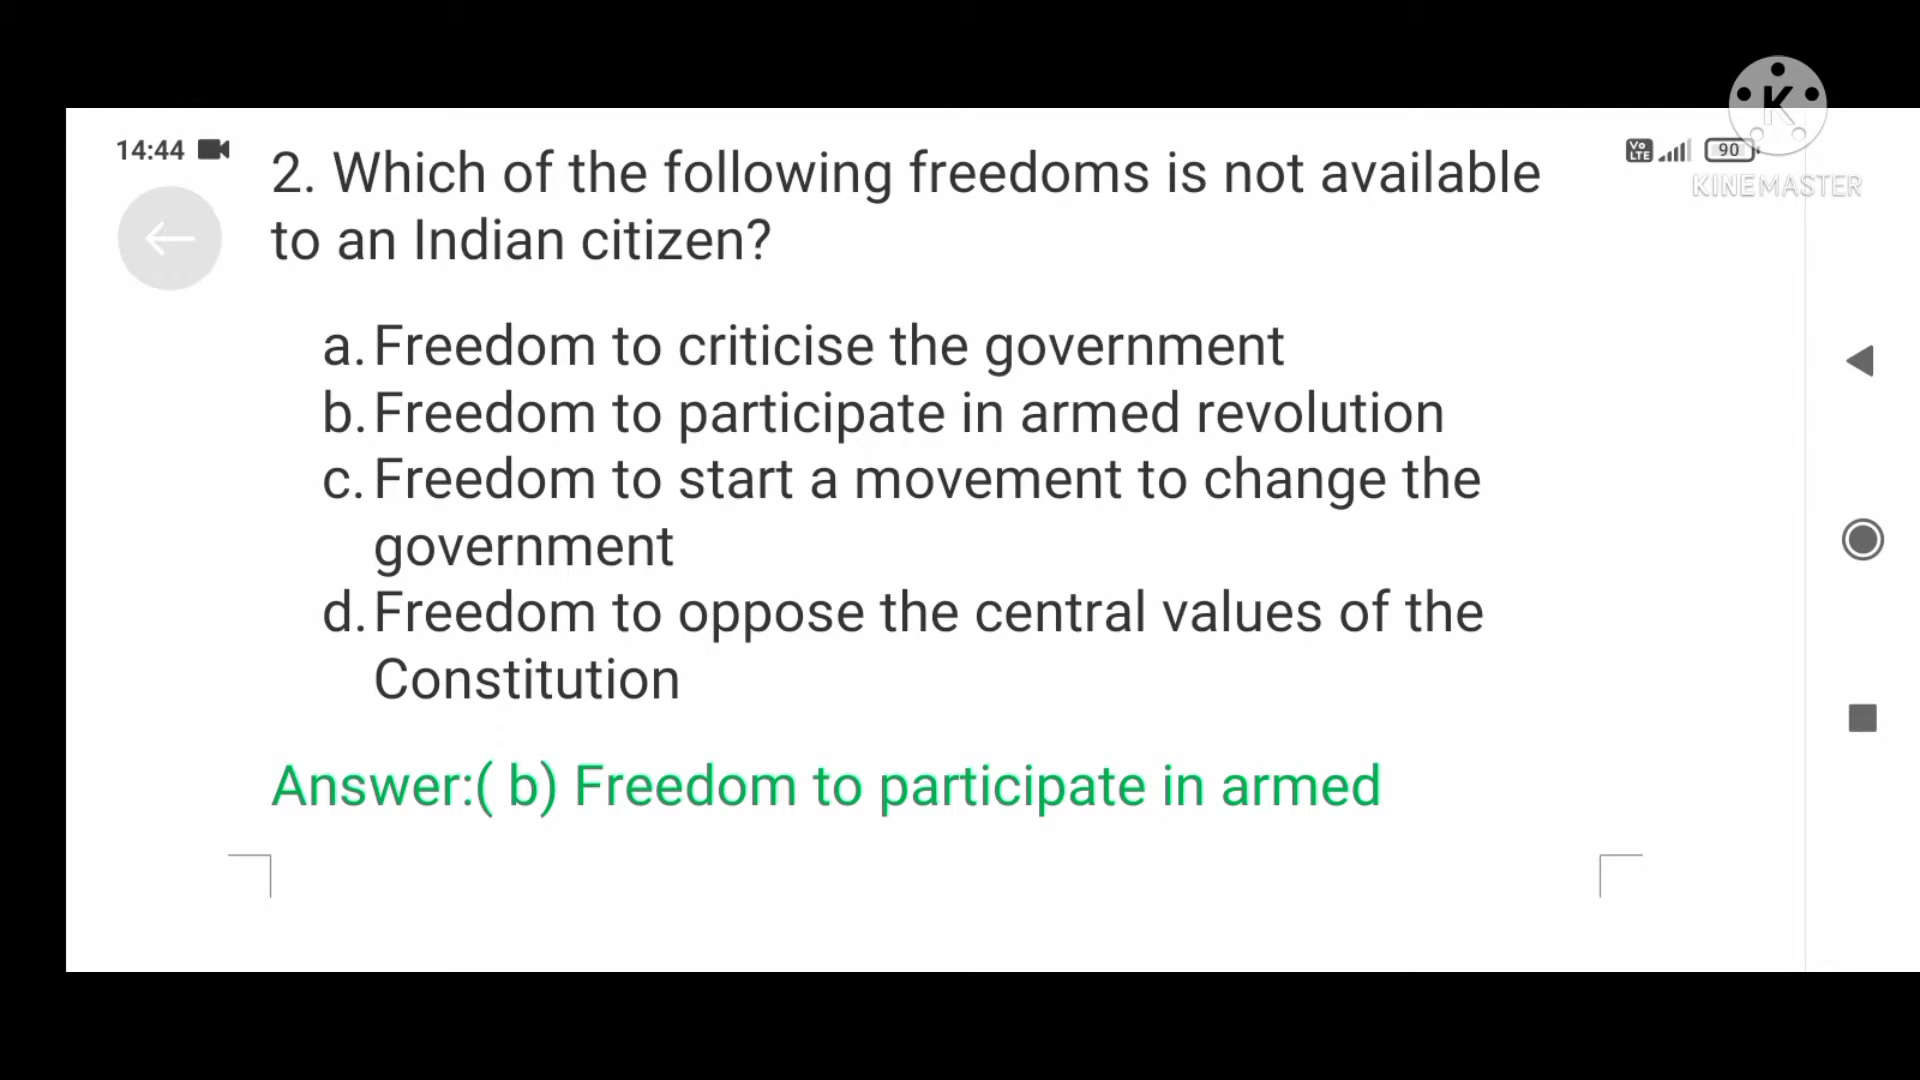 14:44
Vo LTE 90
K
KINEMASTER
2. Which of the following freedoms is not available
to an Indian citizen?
a. Freedom to criticise the government
b. Freedom to participate in armed revolution
c. Freedom to start a movement to change the
government
d. Freedom to oppose the central values of the
Constitution
Answer:( b) Freedom to participate in armed